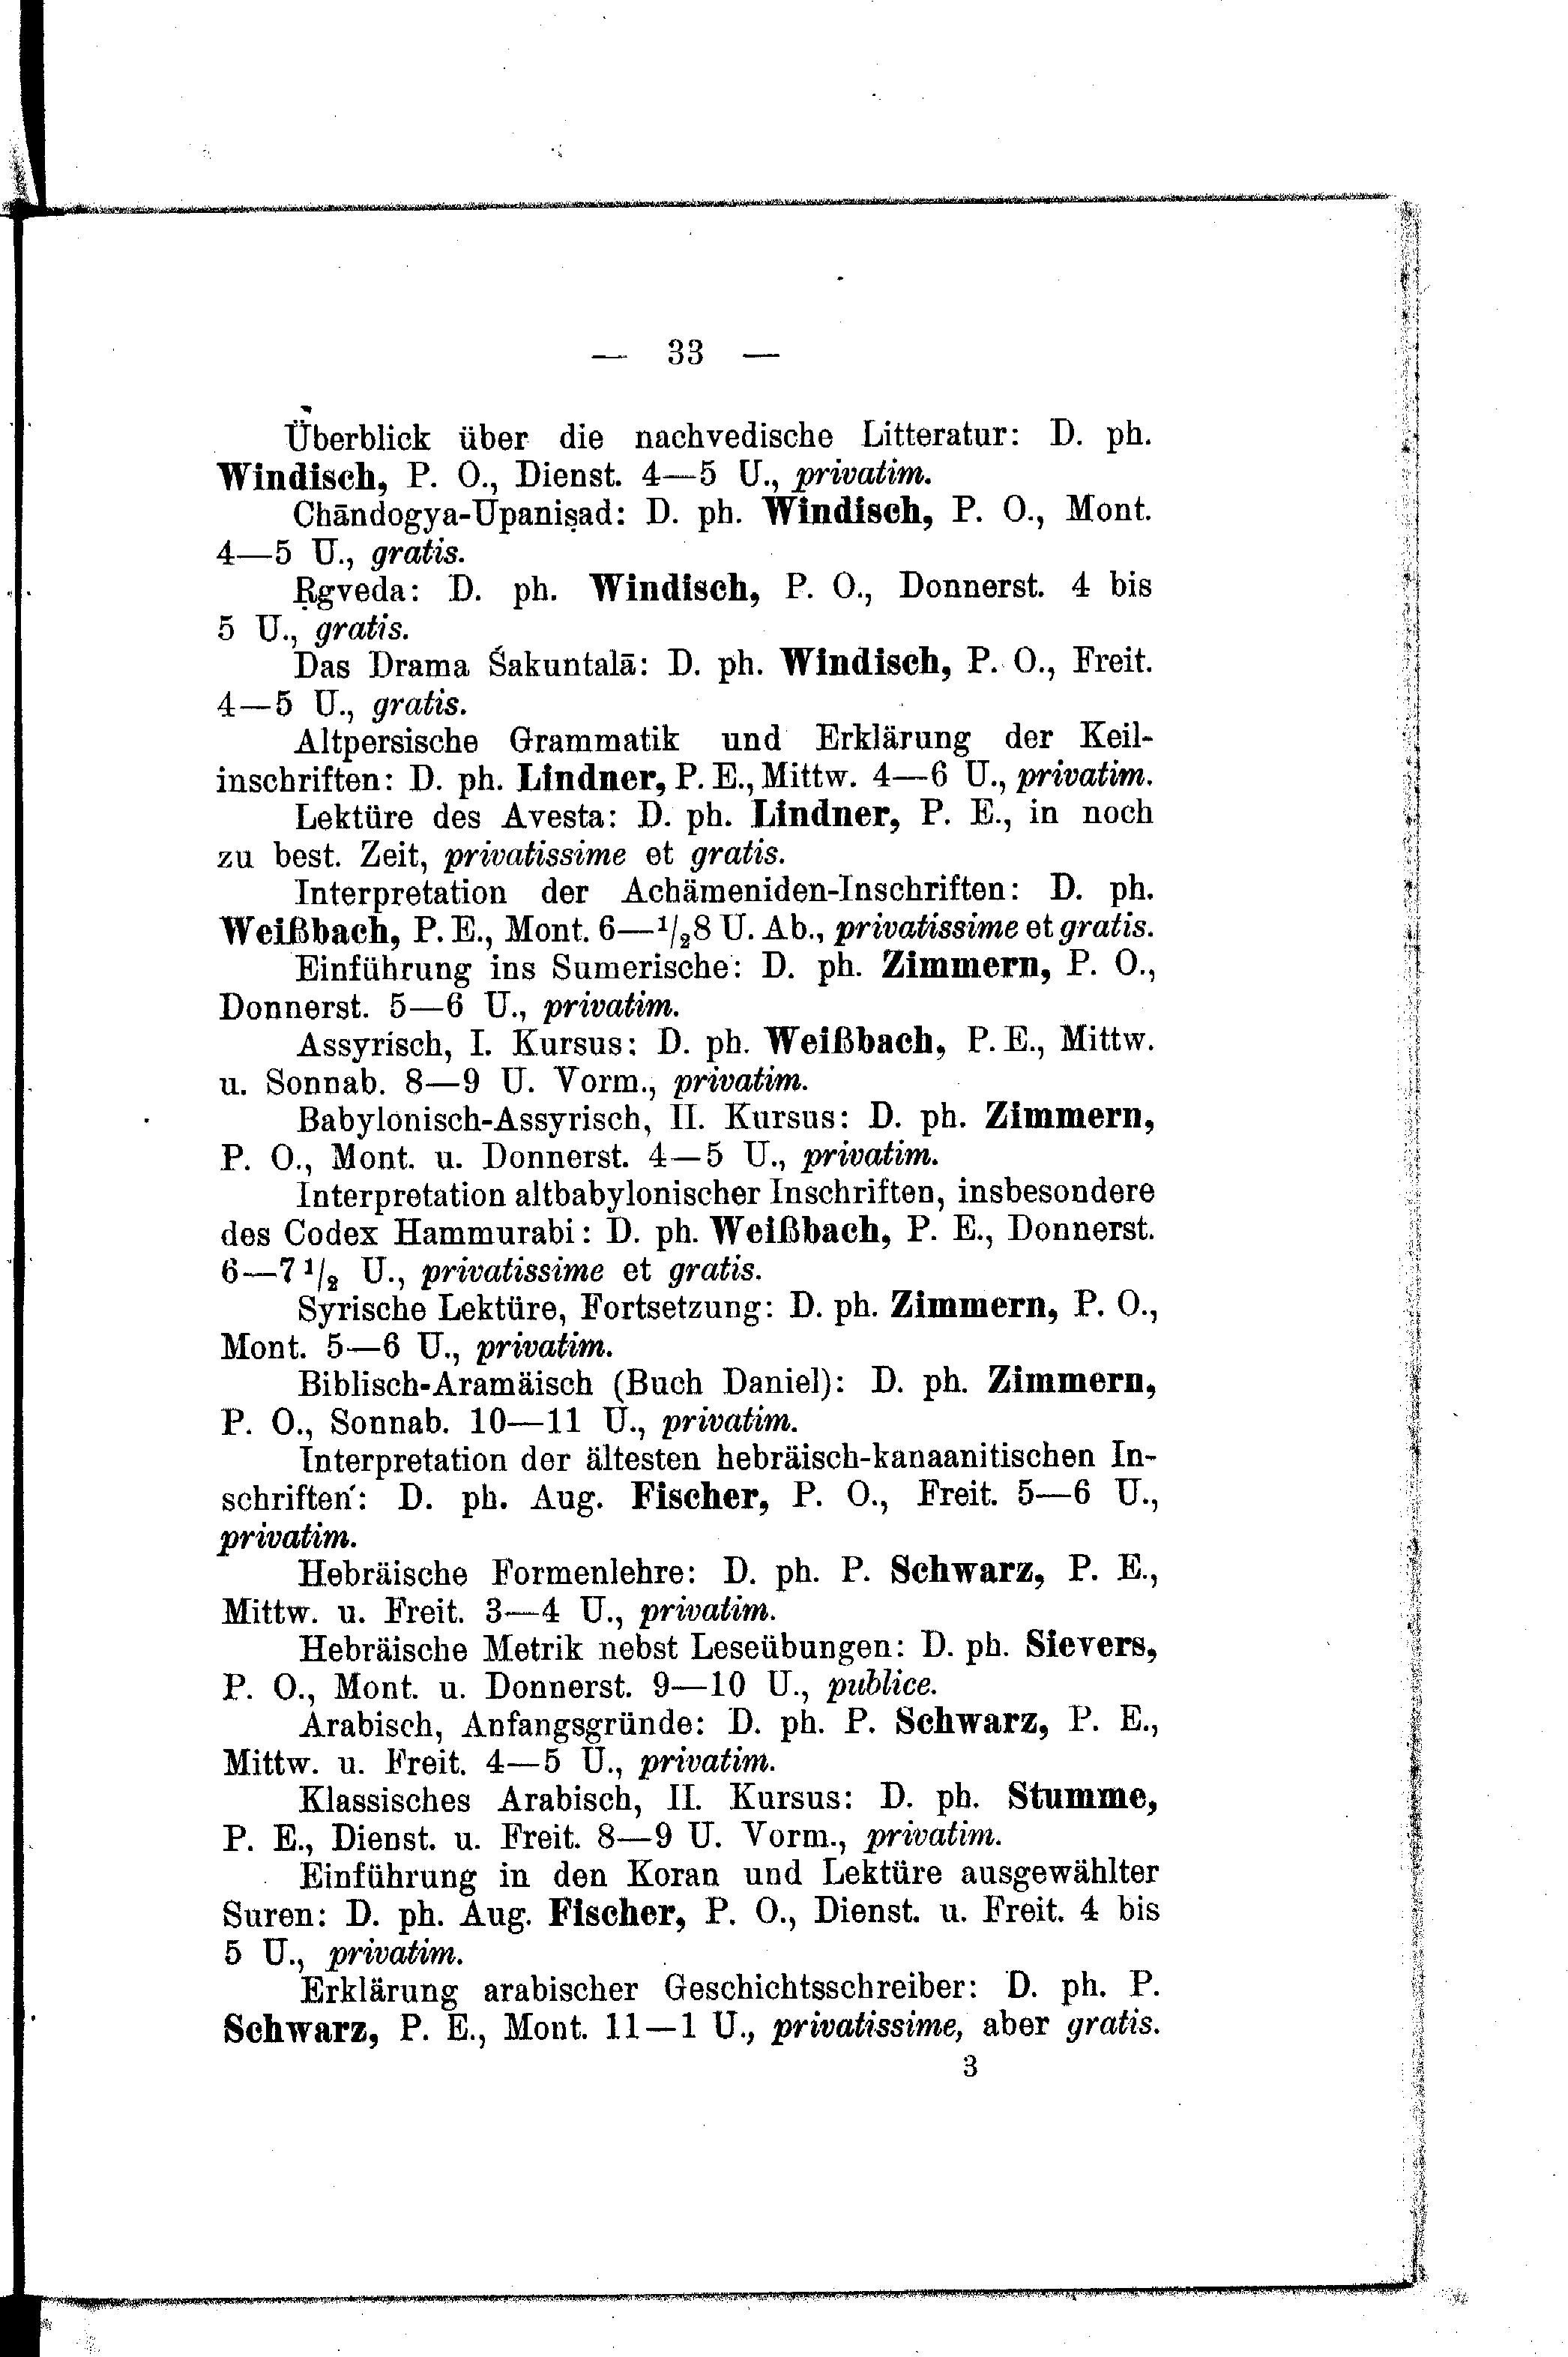 — 33 —
Überblick über die nachvedische Litteratur: D. ph.
Windisch, P. O., Dienst. 4—5 U., privatim.
Chāndogya-Upaniṣad: D. ph. Windisch, P. O., Mont.
4—5 U., gratis.
Ṛgveda: D. ph. Windisch, P. O., Donnerst. 4 bis
5 U., gratis.
Das Drama Śakuntalā: D. ph. Windisch, P. O., Freit.
4—5 U., gratis.
Altpersische Grammatik und Erklärung der Keil-
inschriften: D. ph. Lindner, P. E., Mittw. 4—6 U., privatim.
Lektüre des Avesta: D. ph. Lindner, P. E., in noch
zu best. Zeit, privatissime et gratis.
Interpretation der Achämeniden-Inschriften: D. ph.
Weißbach, P. E., Mont. 6—1/28 U. Ab., privatissime et gratis.
Einführung ins Sumerische: D. ph. Zimmern, P. O.,
Donnerst. 5—6 U., privatim.
Assyrisch, I. Kursus: D. ph. Weißbach, P. E., Mittw.
u. Sonnab. 8—9 U. Vorm., privatim.
Babylonisch-Assyrisch, II. Kursus: D. ph. Zimmern,
P. O., Mont. u. Donnerst. 4—5 U., privatim.
Interpretation altbabylonischer Inschriften, insbesondere
des Codex Hammurabi: D. ph. Weißbach, P. E., Donnerst.
6—7 1/2 U., privatissime et gratis.
Syrische Lektüre, Fortsetzung: D. ph. Zimmern, P. O.,
Mont. 5—6 U., privatim.
Biblisch-Aramäisch (Buch Daniel): D. ph. Zimmern,
P. O., Sonnab. 10—11 U., privatim.
Interpretation der ältesten hebräisch-kanaanitischen In-
schriften: D. ph. Aug. Fischer, P. O., Freit. 5—6 U.,
privatim.
Hebräische Formenlehre: D. ph. P. Schwarz, P. E.,
Mittw. u. Freit. 3—4 U., privatim.
Hebräische Metrik nebst Leseübungen: D. ph. Sievers,
P. O., Mont. u. Donnerst. 9—10 U., publice.
Arabisch, Anfangsgründe: D. ph. P. Schwarz, P. E.,
Mittw. u. Freit. 4—5 U., privatim.
Klassisches Arabisch, II. Kursus: D. ph. Stumme,
P. E., Dienst. u. Freit. 8—9 U. Vorm., privatim.
Einführung in den Koran und Lektüre ausgewählter
Suren: D. ph. Aug. Fischer, P. O., Dienst. u. Freit. 4 bis
5 U., privatim.
Erklärung arabischer Geschichtsschreiber: D. ph. P.
Schwarz, P. E., Mont. 11—1 U., privatissime, aber gratis.
3